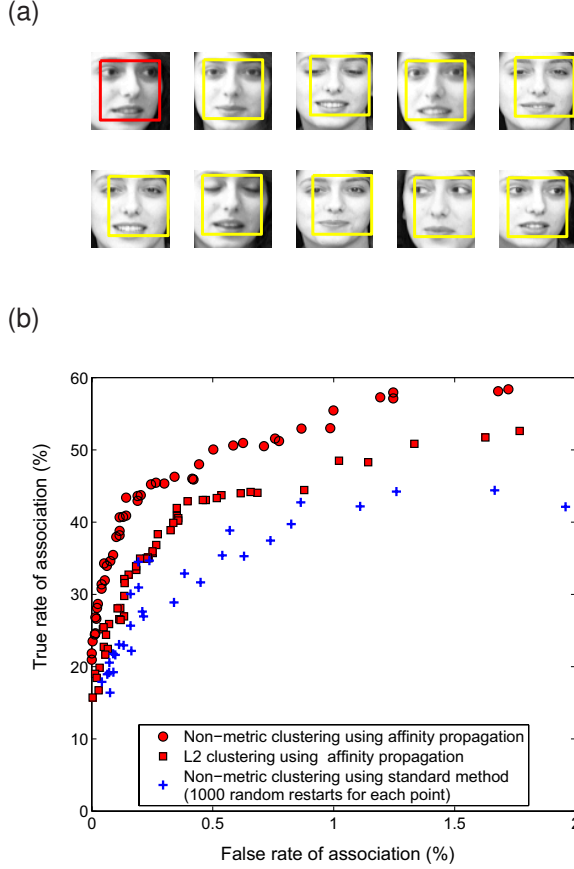 (a)
(b)
60
50
40
30
20
10
0
True rate of association (%)
Non−metric clustering using affinity propagation
L2 clustering using affinity propagation
Non−metric clustering using standard method
(1000 random restarts for each point)
0
0.5
1
1.5
2
False rate of association (%)